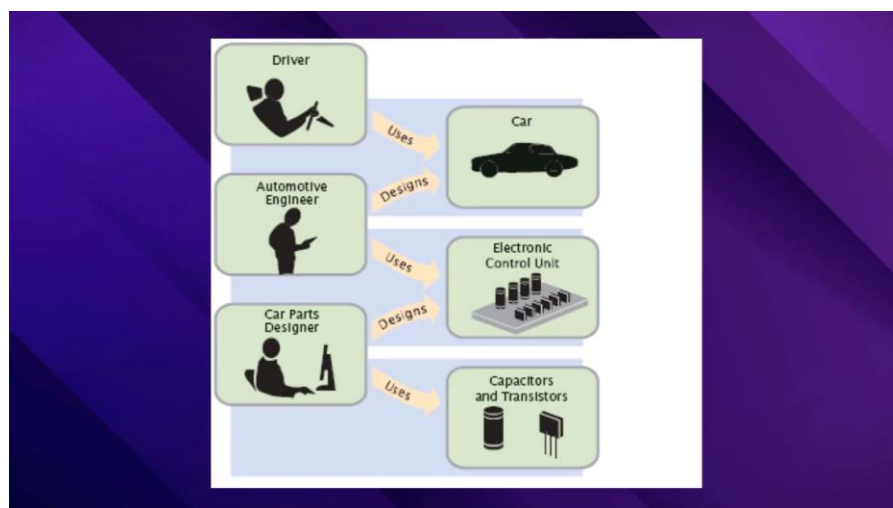 Driver
Uses
Car
Designs
Automotive
Engineer
Uses
Electronic
Control Unit
Designs
Car Parts
Designer
Uses
Capacitors
and Transistors